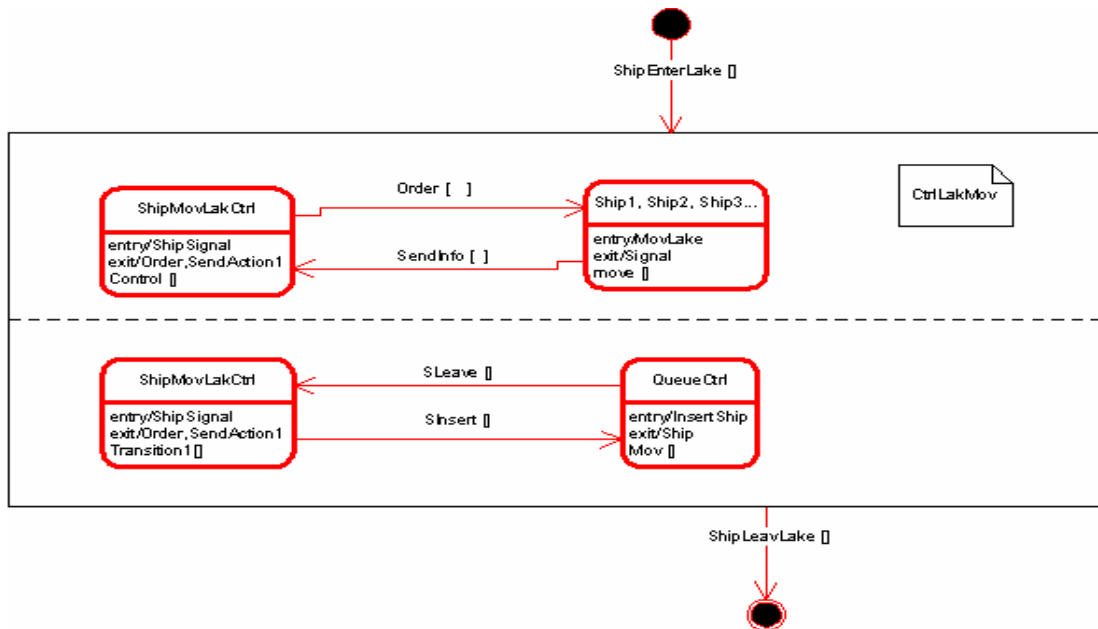 ShipEnterLake []
Order [ ]
CtrlLakMov
ShipMovLakCtrl
entry/ShipSignal
exit/Order,SendAction1
Control []
Ship1, Ship2, Ship3...
entry/MovLake
exit/Signal
move []
SendInfo [ ]
SLeave []
ShipMovLakCtrl
entry/ShipSignal
exit/Order,SendAction1
Transition1[]
QueueCtrl
entry/InsertShip
exit/Ship
Mov []
SInsert []
ShipLeavLake []